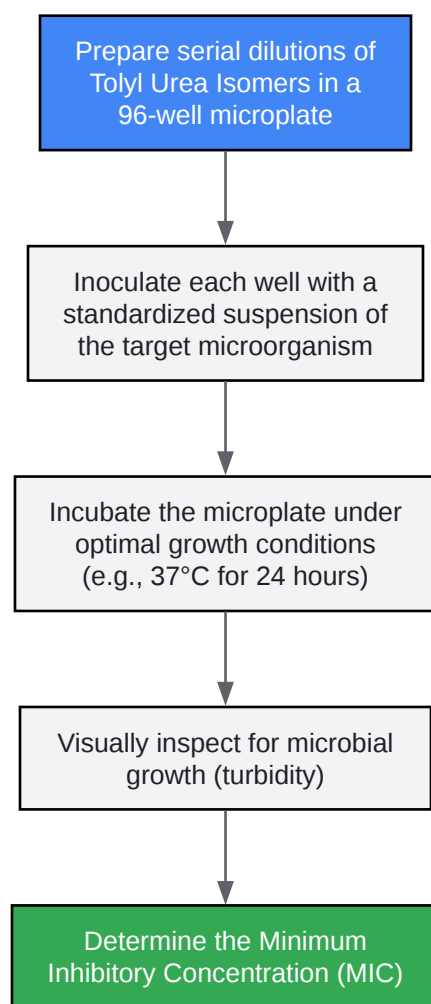 Prepare serial dilutions of
Tolyl Urea Isomers in a
96-well microplate
Inoculate each well with a
standardized suspension of
the target microorganism
Incubate the microplate under
optimal growth conditions
(e.g., 37°C for 24 hours)
Visually inspect for microbial
growth (turbidity)
Determine the Minimum
Inhibitory Concentration (MIC)